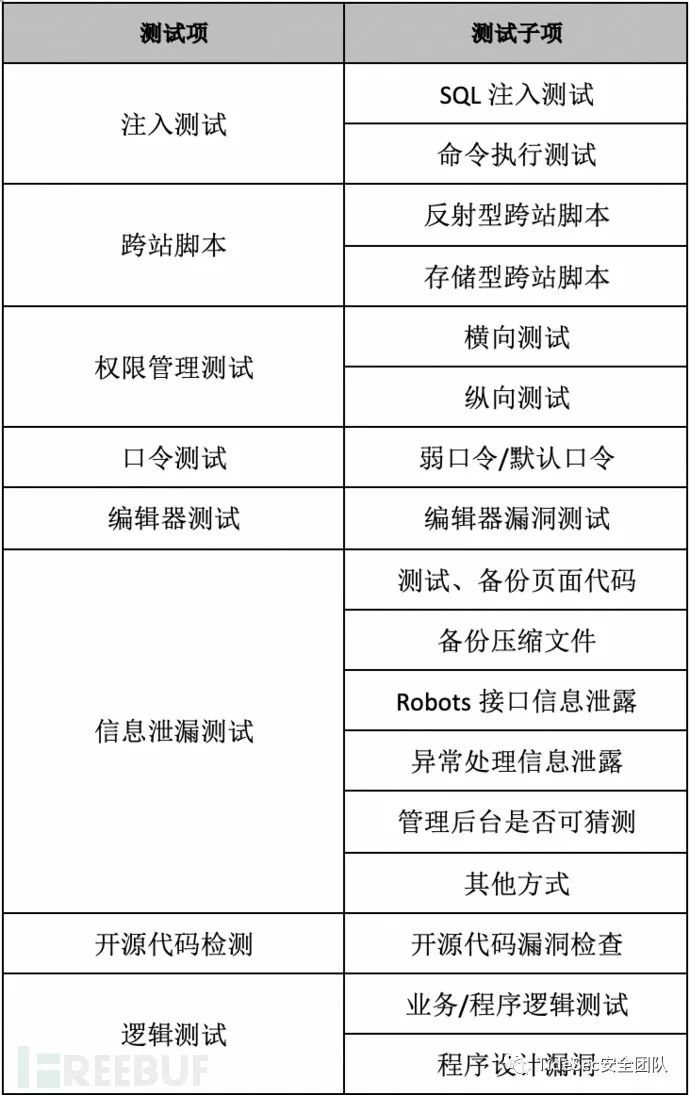 测试项 测试子项
注入测试 SQL 注入测试
命令执行测试
跨站脚本 反射型跨站脚本
存储型跨站脚本
权限管理测试 横向测试
纵向测试
口令测试 弱口令/默认口令
编辑器测试 编辑器漏洞测试
信息泄漏测试 测试、备份页面代码
备份压缩文件
Robots 接口信息泄露
异常处理信息泄露
管理后台是否可猜测
其他方式
开源代码检测 开源代码漏洞检查
逻辑测试 业务/程序逻辑测试
程序设计漏洞
FREEBUF
TideSec安全团队